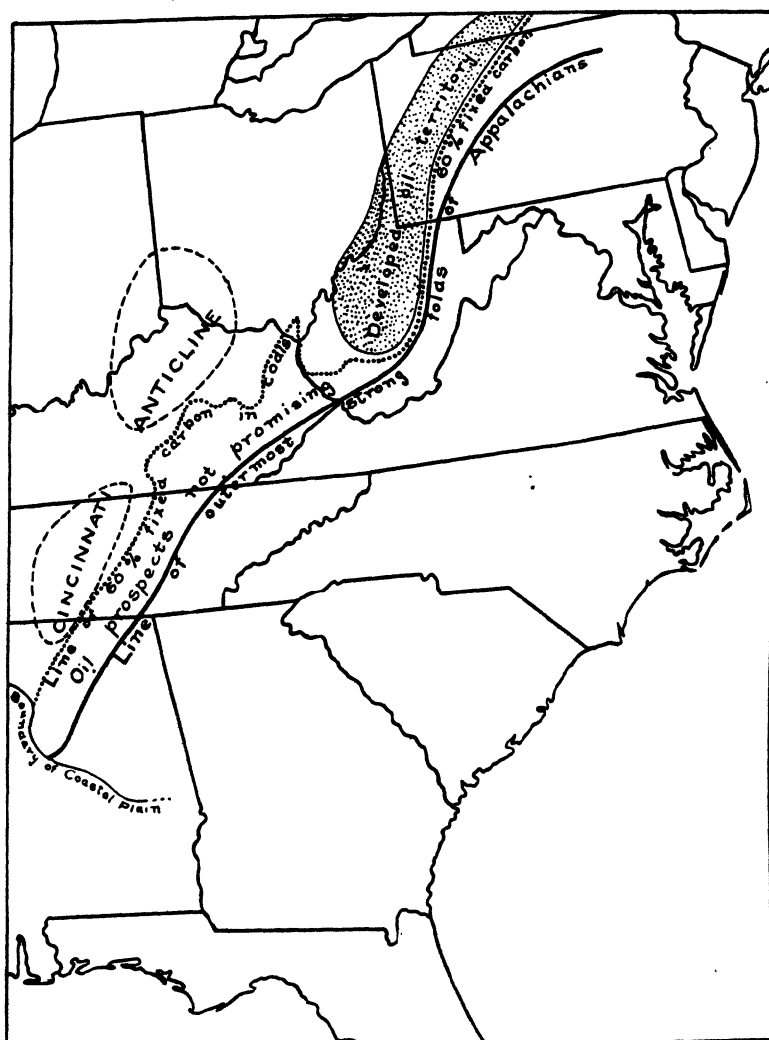 Developed oil territory
60% fixed carbon
Line of outermost strong folds of Appalachians
CINCINNATI ANTICLINE
Line of 60% fixed carbon in coals
Oil prospects not promising
Boundary of Coastal plain